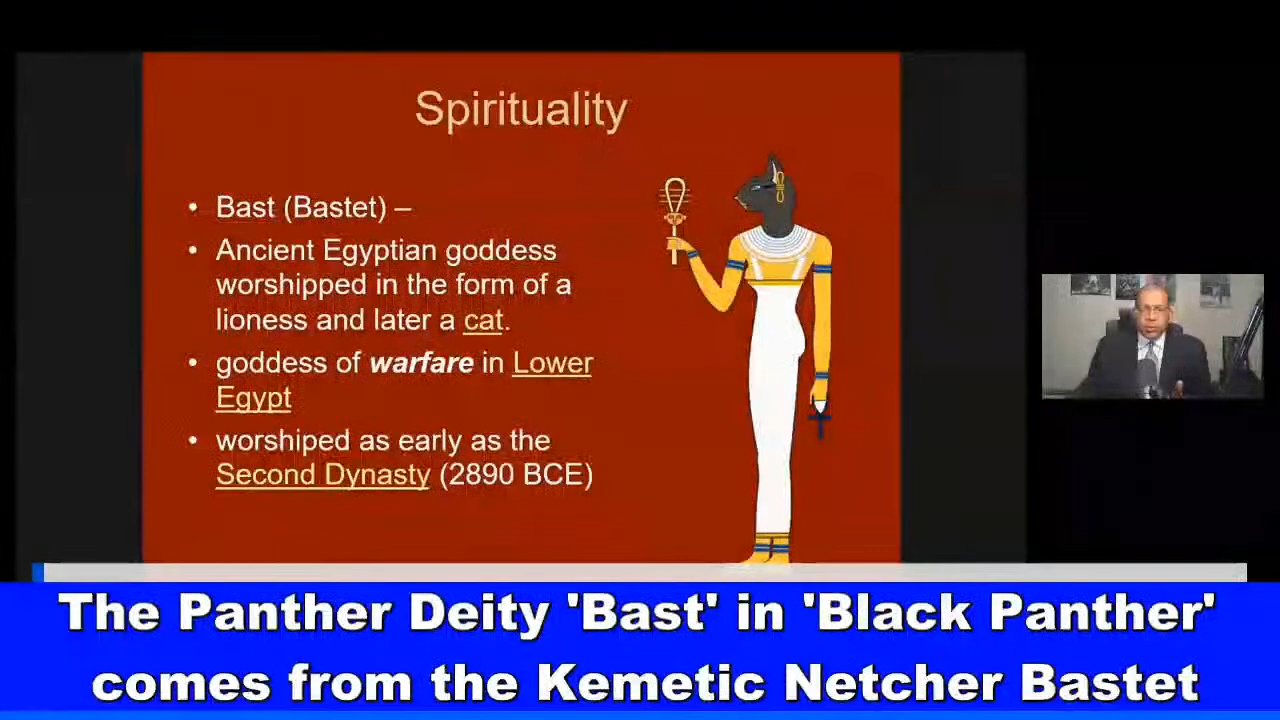 Spirituality
• Bast (Bastet) –
• Ancient Egyptian goddess
worshipped in the form of a
lioness and later a cat.
• goddess of warfare in Lower
Egypt
• worshiped as early as the
Second Dynasty (2890 BCE)
The Panther Deity 'Bast' in 'Black Panther'
comes from the Kemetic Netcher Bastet